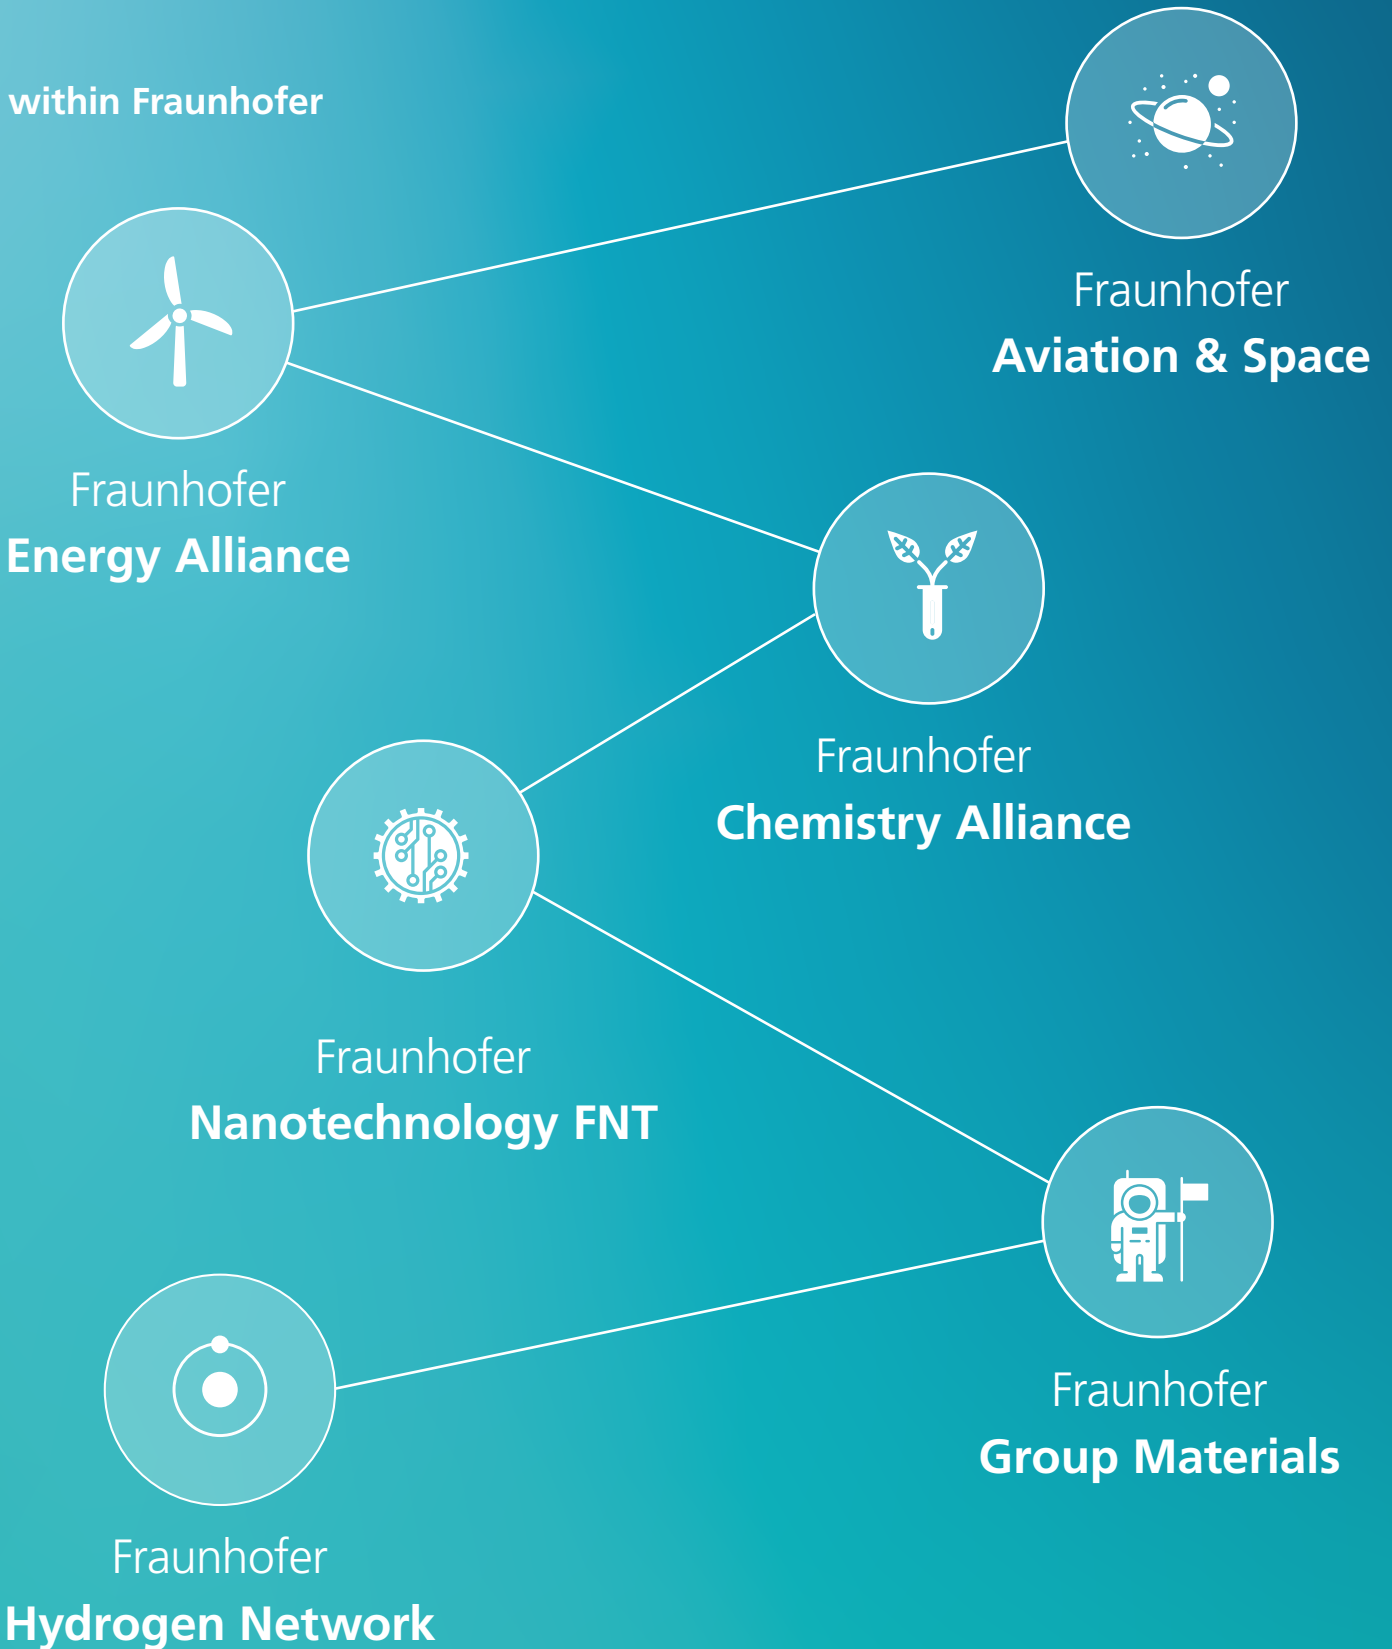 within Fraunhofer
Fraunhofer
Aviation & Space
Fraunhofer
Energy Alliance
Fraunhofer
Chemistry Alliance
Fraunhofer
Nanotechnology FNT
Fraunhofer
Group Materials
Fraunhofer
Hydrogen Network